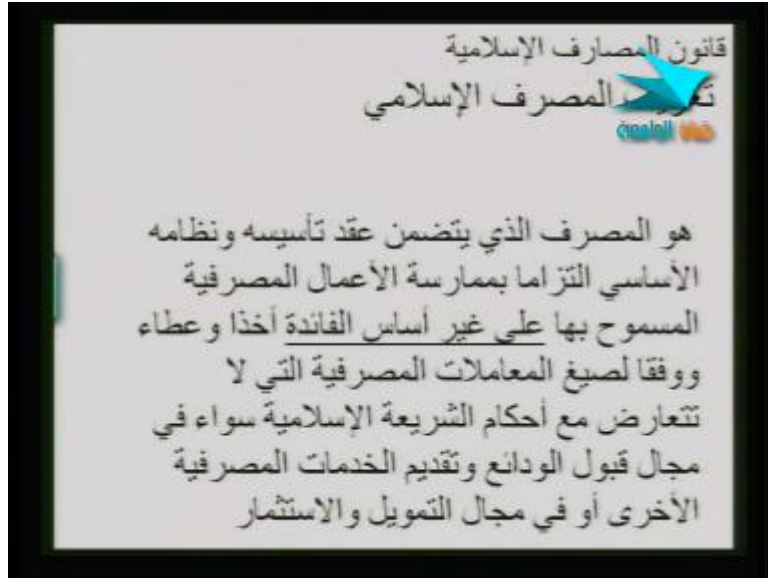 قانون المصارف الإسلامية
تعريف المصرف الإسلامي
هو المصرف الذي يتضمن عقد تأسيسه ونظامه
الأساسي التزاما بممارسة الأعمال المصرفية
المسموح بها على غير أساس الفائدة أخذا وعطاء
ووفقا لصيغ المعاملات المصرفية التي لا
تتعارض مع أحكام الشريعة الإسلامية سواء في
مجال قبول الودائع وتقديم الخدمات المصرفية
الأخرى أو في مجال التمويل والاستثمار